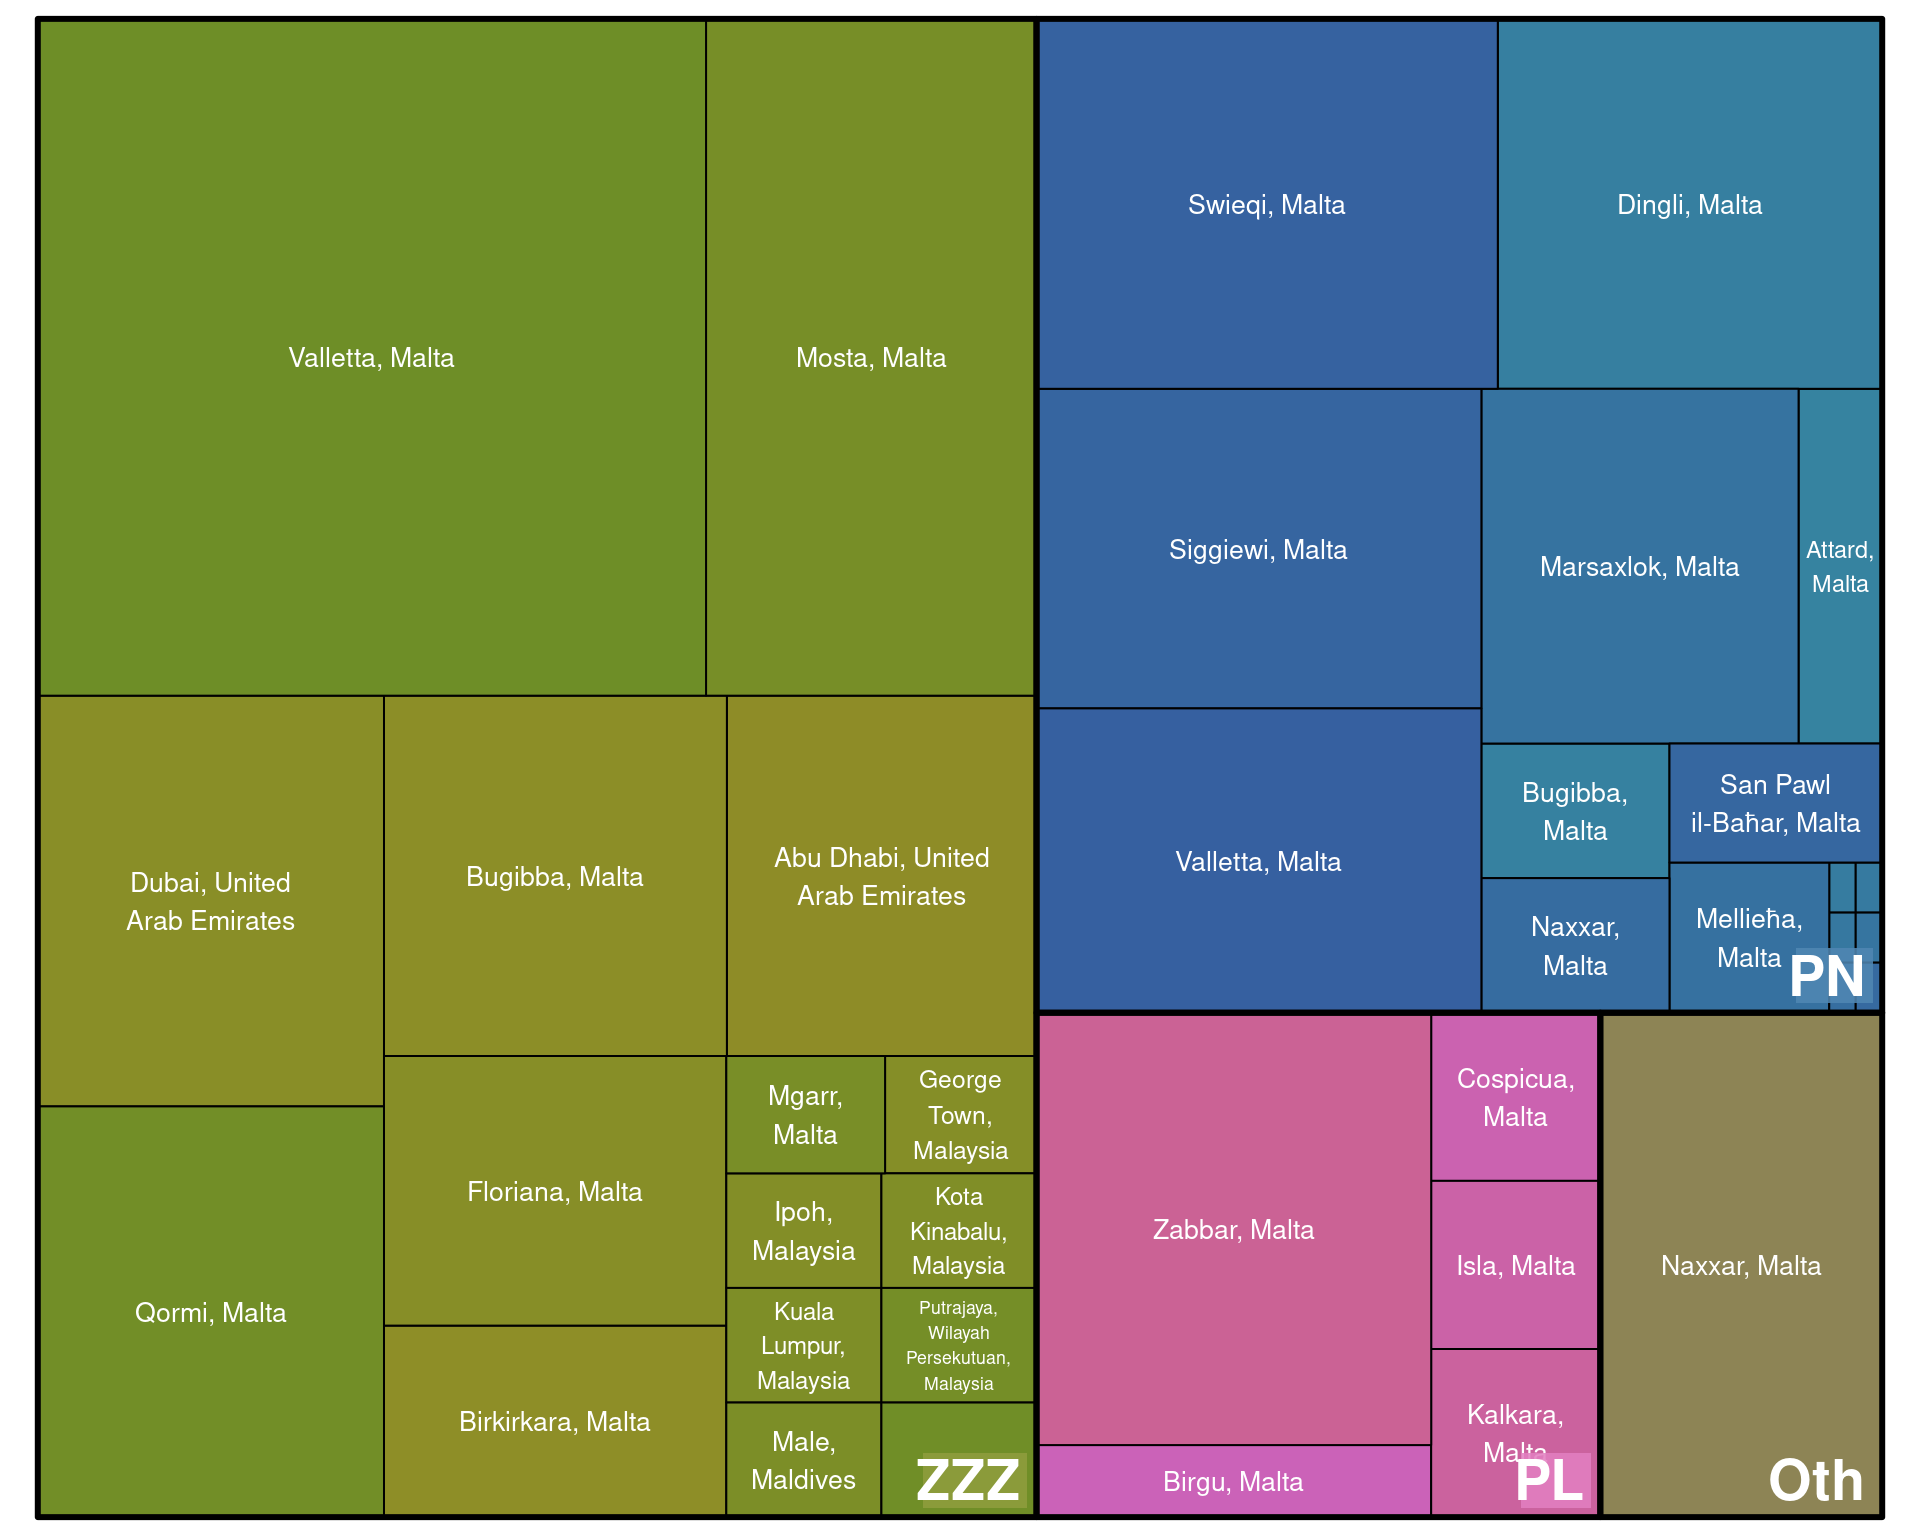 Valletta, Malta
Mosta, Malta
Dubai, United
Arab Emirates
Bugibba, Malta
Abu Dhabi, United
Arab Emirates
Qormi, Malta
Floriana, Malta
Birkirkara, Malta
Mgarr,
Malta
George
Town,
Malaysia
Ipoh,
Malaysia
Kota
Kinabalu,
Malaysia
Kuala
Lumpur,
Malaysia
Putrajaya,
Wilayah
Persekutuan,
Malaysia
Male,
Maldives
ZZZ
Swieqi, Malta
Dingli, Malta
Siggiewi, Malta
Marsaxlok, Malta
Attard,
Malta
Valletta, Malta
Bugibba,
Malta
San Pawl
il-Baħar, Malta
Naxxar,
Malta
Mellieħa,
Malta
PN
Zabbar, Malta
Cospicua,
Malta
Isla, Malta
Kalkara,
Malta
Birgu, Malta
PL
Naxxar, Malta
Oth